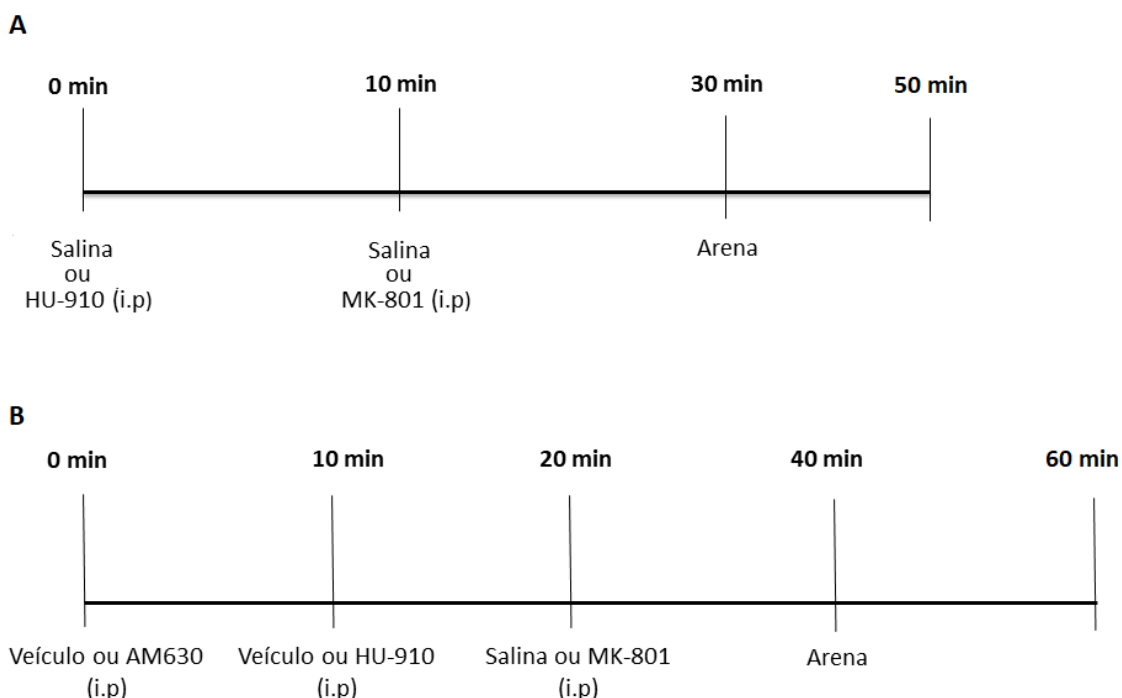 A
0 min 10 min 30 min 50 min
Salina Salina Arena
ou ou
HU-910 (i.p) MK-801 (i.p)
B
0 min 10 min 20 min 40 min 60 min
Veículo ou AM630 Veículo ou HU-910 Salina ou MK-801 Arena
(i.p) (i.p) (i.p)